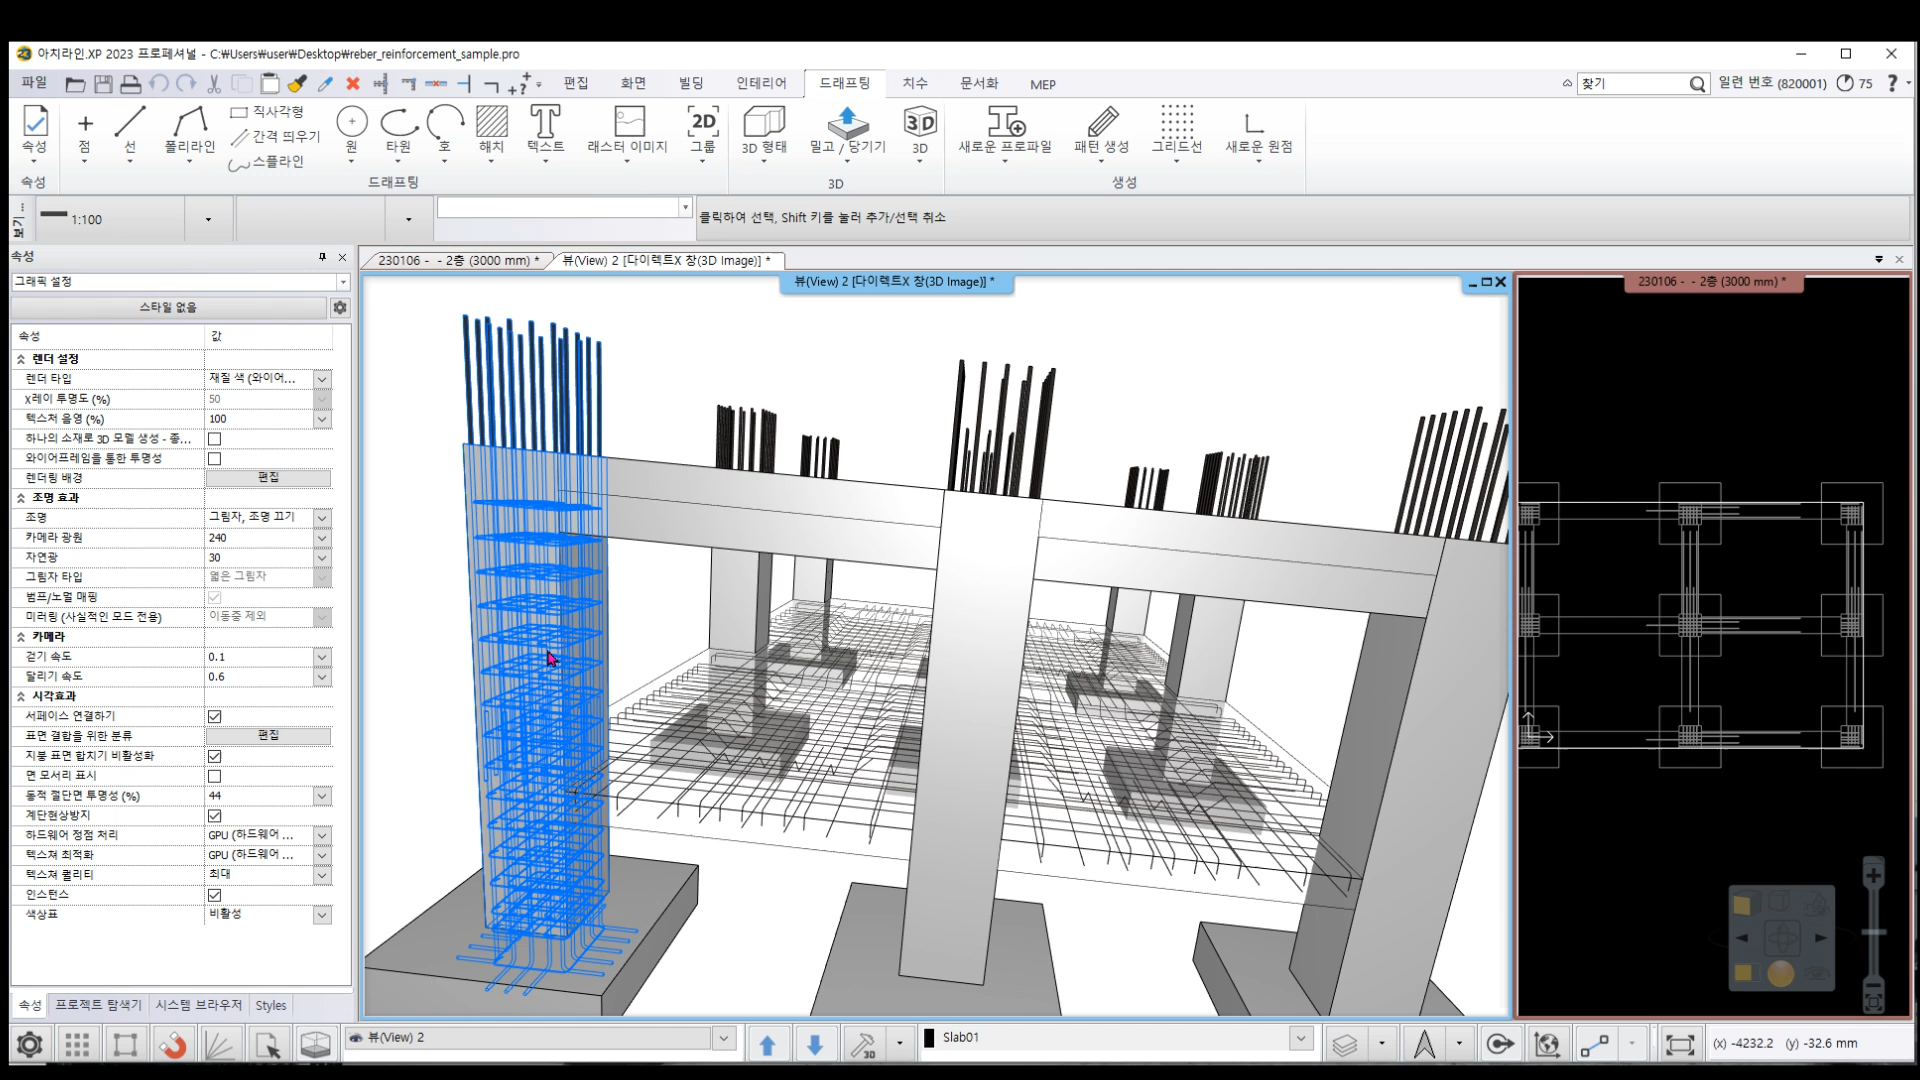 23 아치라인.XP 2023 프로페셔널 - C:₩Users₩user₩Desktop₩reber_reinforcement_sample.pro
파일 편집 화면 빌딩 인테리어 드래프팅 치수 문서화 MEP 찾기 일련 번호 (820001) 75 ?
속성 점 선 폴리라인 직사각형 간격 띄우기 스플라인 원 타원 호 해치 텍스트 래스터 이미지 2D 그룹 3D 형태 밀고 / 당기기 3D 3D 새로운 프로파일 패턴 생성 그리드선 새로운 원점
속성 드래프팅 3D 생성
보기 1:100 클릭하여 선택, Shift 키를 눌러 추가/선택 취소
속성
230106 - - 2층 (3000 mm) * 뷰(View) 2 [다이렉트X 창(3D Image)] *
그래픽 설정
뷰(View) 2 [다이렉트X 창(3D Image)] *
230106 - - 2층 (3000 mm) *
스타일 없음
속성 값
렌더 설정
렌더 타입 재질 색 (와이어...
X레이 투명도 (%) 50
텍스처 음영 (%) 100
하나의 소재로 3D 모델 생성 - 종...
와이어프레임을 통한 투명성
렌더링 배경 편집
조명 효과
조명 그림자, 조명 끄기
카메라 광원 240
자연광 30
그림자 타입 엷은 그림자
범프/노멀 매핑
미러링 (사실적인 모드 전용) 이동중 제외
카메라
걷기 속도 0.1
달리기 속도 0.6
시각효과
서페이스 연결하기
표면 결합을 위한 분류 편집
지붕 표면 합치기 비활성화
면 모서리 표시
동적 절단면 투명성 (%) 44
계단현상방지
하드웨어 정점 처리 GPU (하드웨어 ...
텍스쳐 최적화 GPU (하드웨어 ...
텍스쳐 퀄리티 최대
인스턴스
색상표 비활성
속성 프로젝트 탐색기 시스템 브라우저 Styles
뷰(View) 2 3D Slab01 (x) -4232.2 (y) -32.6 mm